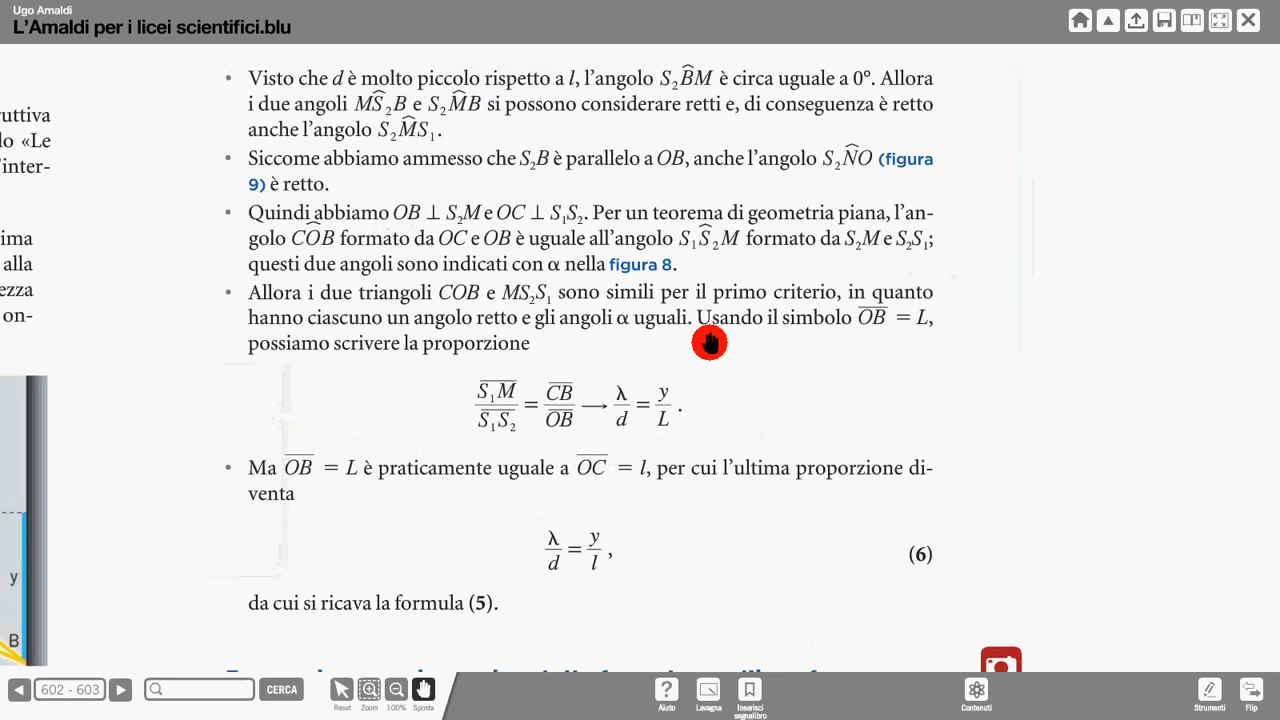 Ugo Amaldi
L'Amaldi per i licei scientifici.blu
uttiva
lo «Le
'inter-
ima
alla
ezza
on-
y
B
• Visto che d è molto piccolo rispetto a l, l'angolo S₂B̂M è circa uguale a 0°. Allora
i due angoli MŜ₂B e S₂M̂B si possono considerare retti e, di conseguenza è retto
anche l'angolo S₂M̂S₁.
• Siccome abbiamo ammesso che S₂B è parallelo a OB, anche l'angolo S₂N̂O (figura
9) è retto.
• Quindi abbiamo OB ⊥ S₂M e OC ⊥ S₁S₂. Per un teorema di geometria piana, l'an-
golo CÔB formato da OC e OB è uguale all'angolo S₁Ŝ₂M formato da S₂M e S₂S₁;
questi due angoli sono indicati con α nella figura 8.
• Allora i due triangoli COB e MS₂S₁ sono simili per il primo criterio, in quanto
hanno ciascuno un angolo retto e gli angoli α uguali. Usando il simbolo O̅B̅ = L,
possiamo scrivere la proporzione
S̅₁M̅ / S̅₁S̅₂ = C̅B̅ / O̅B̅ → λ/d = y/L .
• Ma O̅B̅ = L è praticamente uguale a O̅C̅ = l, per cui l'ultima proporzione di-
venta
λ/d = y/l , (6)
da cui si ricava la formula (5).
602 - 603
CERCA
Reset Zoom 100% Sposta
Aiuto Lavagna Inserisci
segnalibro
Contenuti
Strumenti Flip